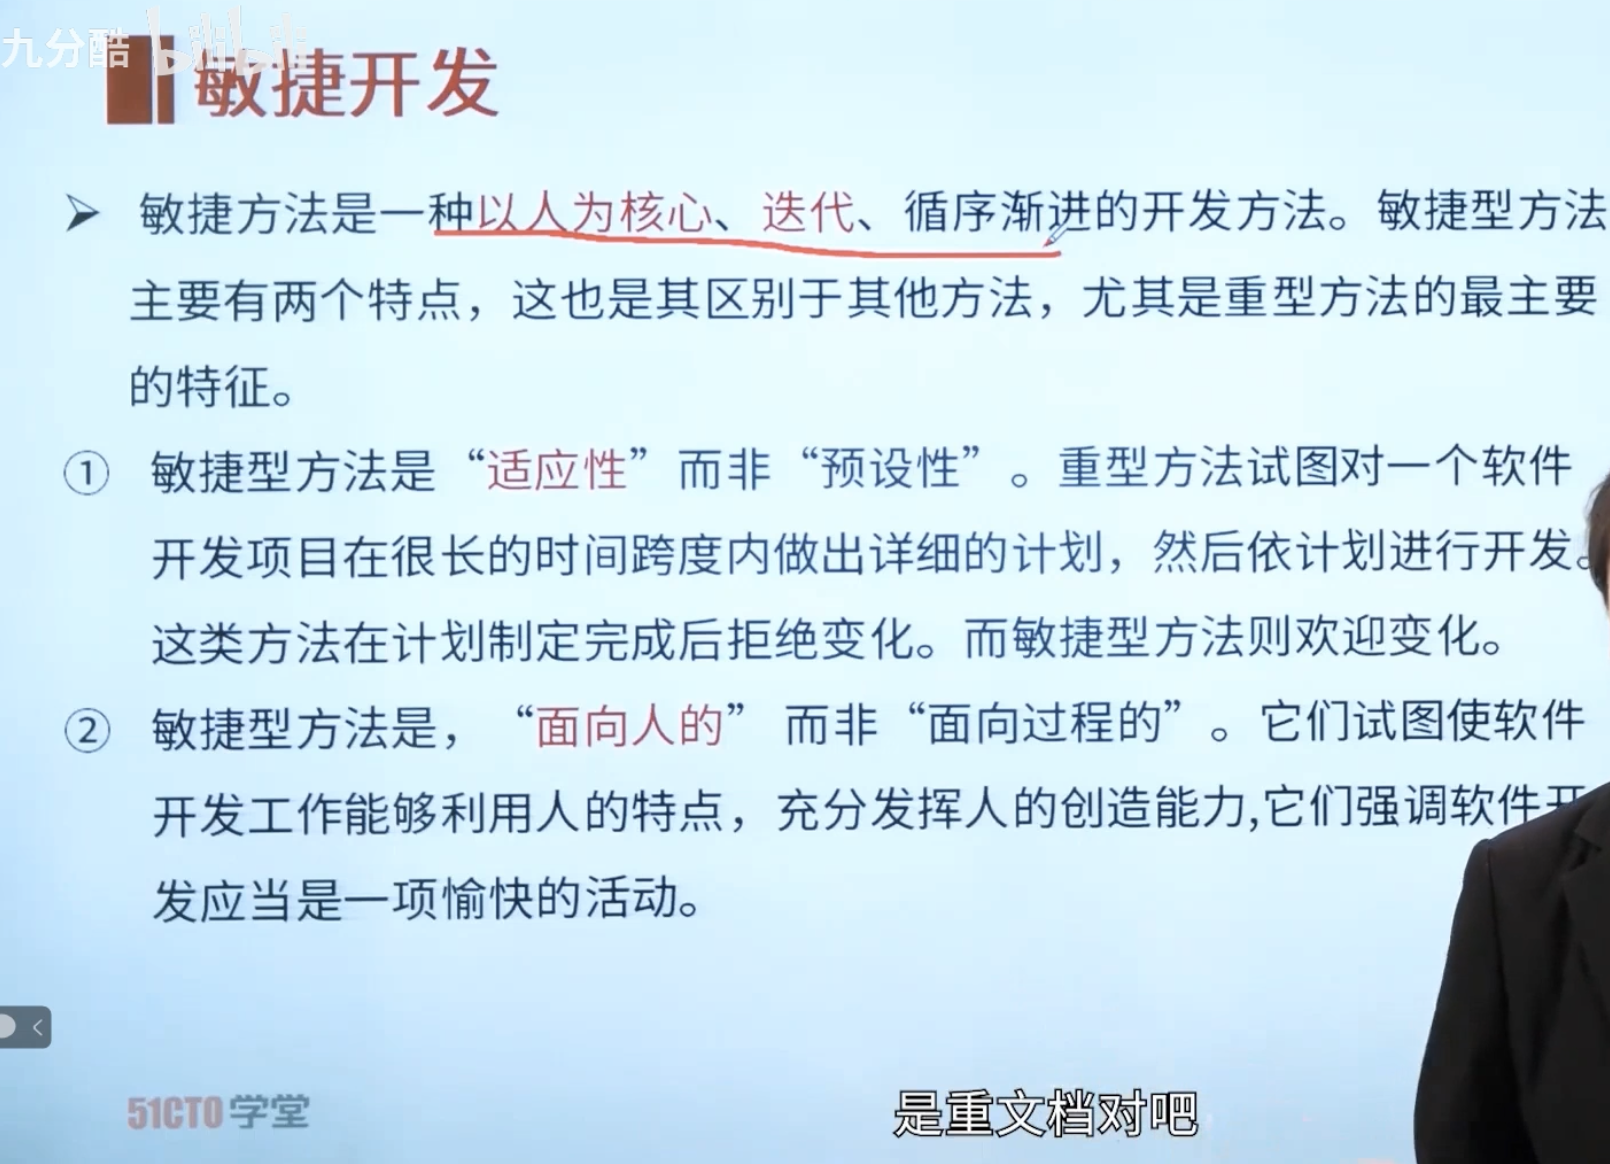 九分酷 bilibili
敏捷开发
敏捷方法是一种以人为核心、迭代、循序渐进的开发方法。敏捷型方法
主要有两个特点，这也是其区别于其他方法，尤其是重型方法的最主要
的特征。
① 敏捷型方法是“适应性”而非“预设性”。重型方法试图对一个软件
开发项目在很长的时间跨度内做出详细的计划，然后依计划进行开发。
这类方法在计划制定完成后拒绝变化。而敏捷型方法则欢迎变化。
② 敏捷型方法是，“面向人的” 而非“面向过程的”。它们试图使软件
开发工作能够利用人的特点，充分发挥人的创造能力,它们强调软件开
发应当是一项愉快的活动。
51CTO学堂
是重文档对吧